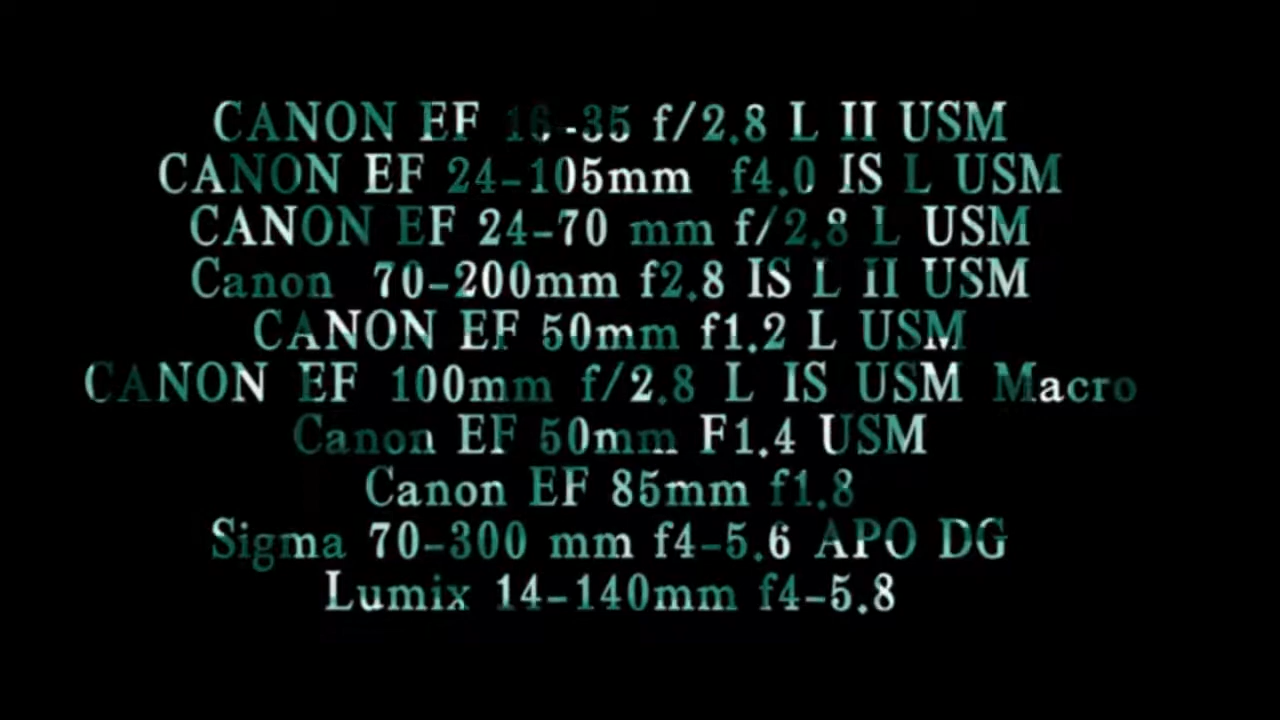 CANON EF 16-35 f/2.8 L II USM
CANON EF 24-105mm f4.0 IS L USM
CANON EF 24-70 mm f/2.8 L USM
Canon 70-200mm f2.8 IS L II USM
CANON EF 50mm f1.2 L USM
CANON EF 100mm f/2.8 L IS USM Macro
Canon EF 50mm F1.4 USM
Canon EF 85mm f1.8
Sigma 70-300 mm f4-5.6 APO DG
Lumix 14-140mm f4-5.8